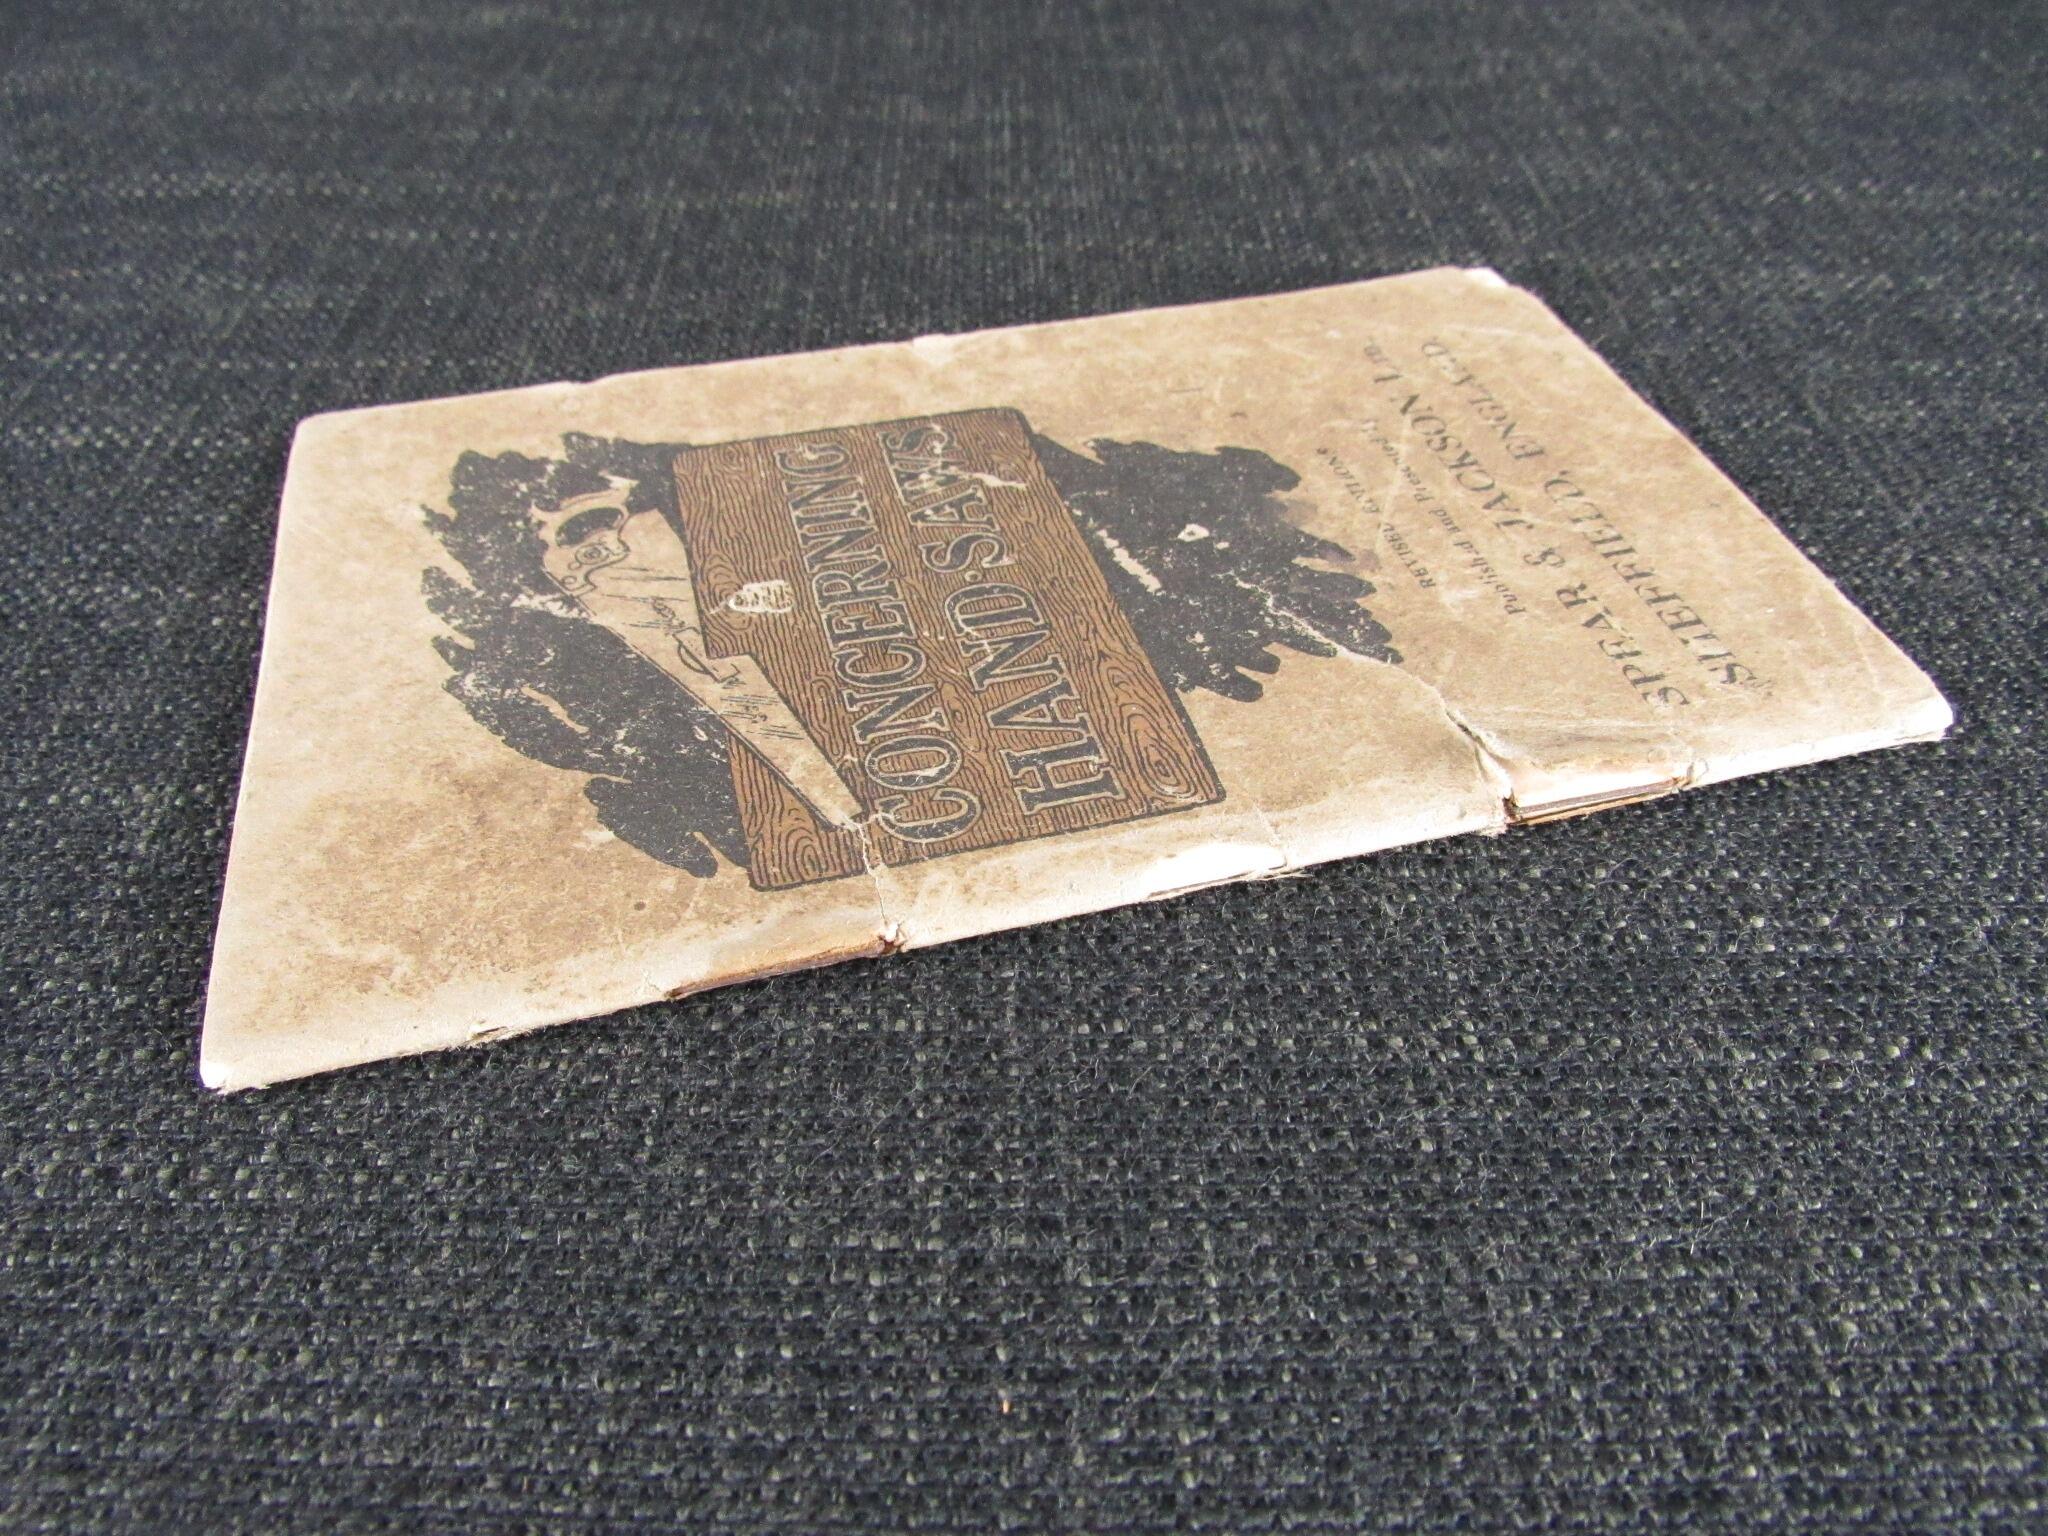 CONCERNING
HAND·SAWS
REVISED EDITION
Published and Presented by
SPEAR & JACKSON LTD.
SHEFFIELD, ENGLAND